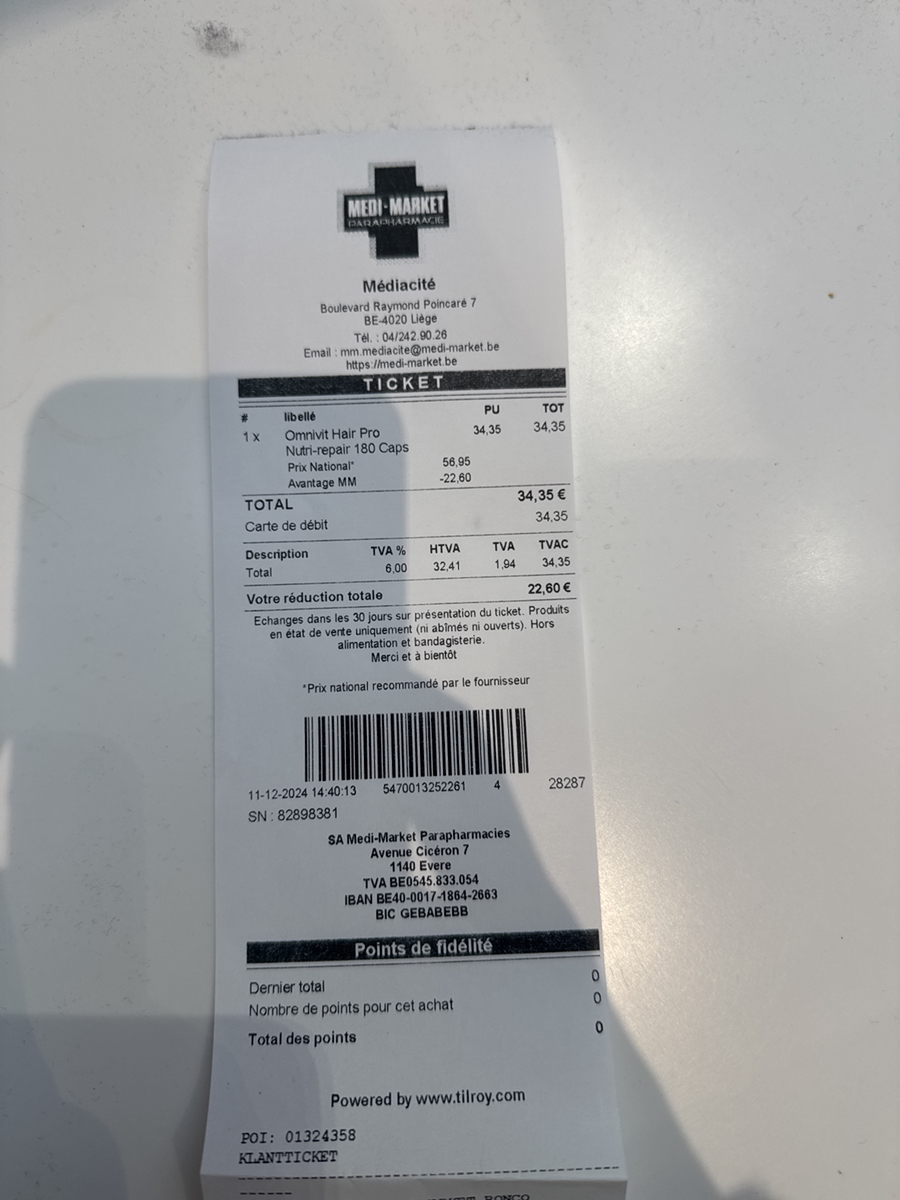 MEDI-MARKET
PARAPHARMACIE
Médiacité
Boulevard Raymond Poincaré 7
BE-4020 Liège
Tél. : 04/242.90.26
Email : mm.mediacite@medi-market.be
https://medi-market.be
TICKET
# libellé PU TOT
1 x Omnivit Hair Pro 34,35 34,35
Nutri-repair 180 Caps
Prix National* 56,95
Avantage MM -22,60
TOTAL 34,35 €
Carte de débit 34,35
Description TVA % HTVA TVA TVAC
Total 6,00 32,41 1,94 34,35
Votre réduction totale 22,60 €
Echanges dans les 30 jours sur présentation du ticket. Produits
en état de vente uniquement (ni abîmés ni ouverts). Hors
alimentation et bandagisterie.
Merci et à bientôt
*Prix national recommandé par le fournisseur
11-12-2024 14:40:13 5470013252261 4 28287
SN : 82898381
SA Medi-Market Parapharmacies
Avenue Cicéron 7
1140 Evere
TVA BE0545.833.054
IBAN BE40-0017-1864-2663
BIC GEBABEBB
Points de fidélité
Dernier total 0
Nombre de points pour cet achat 0
Total des points 0
Powered by www.tilroy.com
POI: 01324358
KLANTTICKET